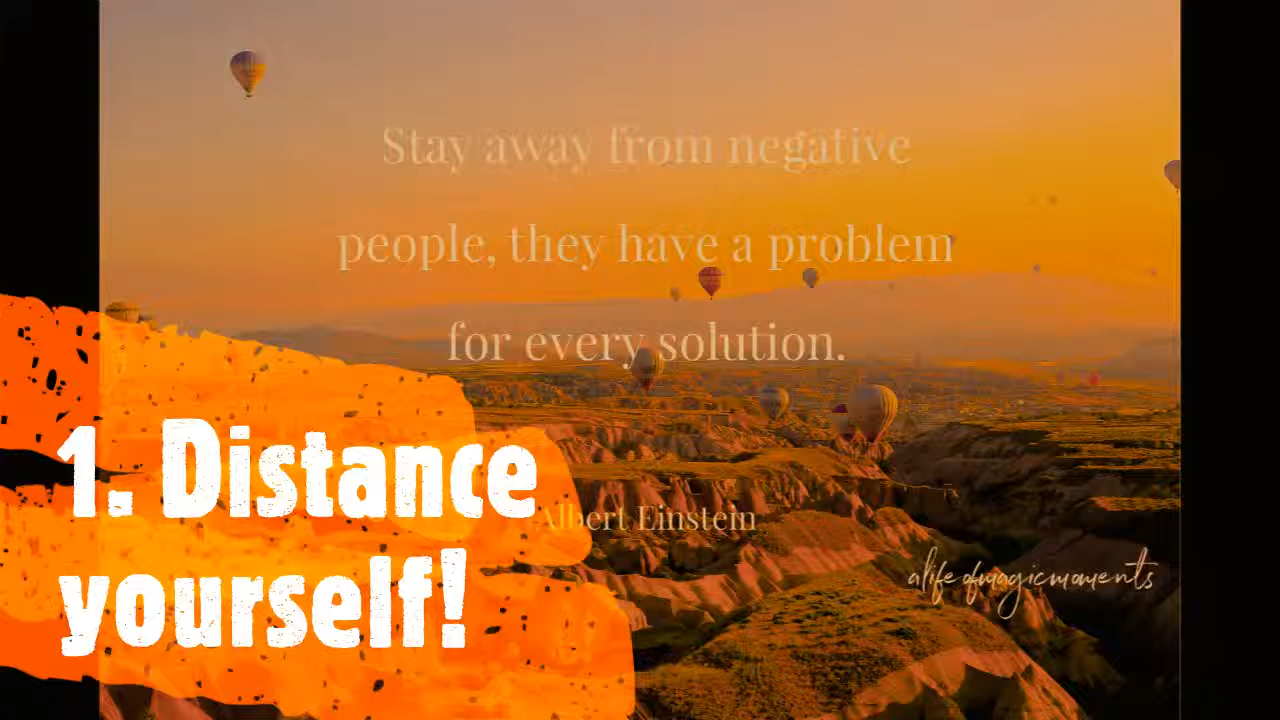 Stay away from negative
people, they have a problem
for every solution.
Albert Einstein
alifeofmagicmoments
1. Distance
yourself!